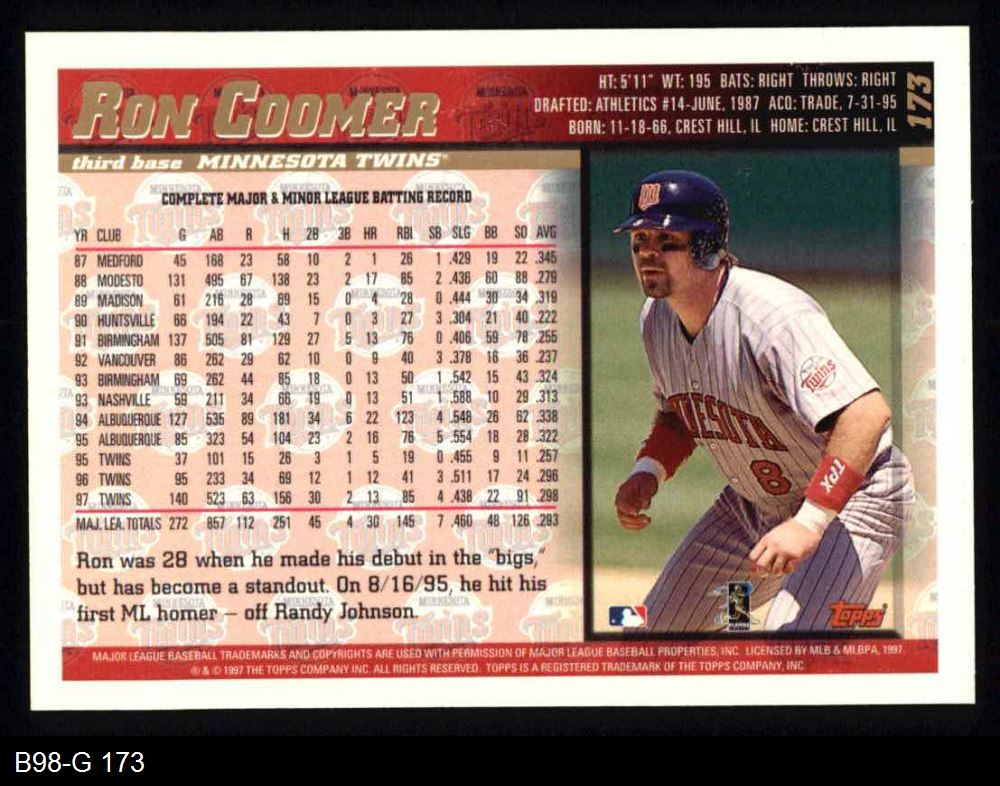 RON COOMER
HT: 5'11" WT: 195 BATS: RIGHT THROWS: RIGHT
DRAFTED: ATHLETICS #14-JUNE, 1987 ACQ: TRADE, 7-31-95
BORN: 11-18-66, CREST HILL, IL HOME: CREST HILL, IL
173
third base MINNESOTA TWINS
COMPLETE MAJOR & MINOR LEAGUE BATTING RECORD
YR CLUB G AB R H 2B 3B HR RBI SB SLG BB SO AVG
87 MEDFORD 45 168 23 58 10 2 1 26 1 .429 19 22 .345
88 MODESTO 131 495 67 138 23 2 17 85 2 .436 60 88 .279
89 MADISON 61 216 28 69 15 0 4 28 0 .444 30 34 .319
90 HUNTSVILLE 66 194 22 43 7 0 3 27 3 .304 21 40 .222
91 BIRMINGHAM 137 505 81 129 27 5 13 76 0 .406 59 78 .255
92 VANCOUVER 86 262 29 62 10 0 9 40 3 .378 16 36 .237
93 BIRMINGHAM 69 262 44 85 18 0 13 50 1 .542 15 43 .324
93 NASHVILLE 59 211 34 66 19 0 13 51 1 .588 10 29 .313
94 ALBUQUERQUE 127 535 89 181 34 6 22 123 4 .548 26 62 .338
95 ALBUQUERQUE 85 323 54 104 23 2 16 76 5 .554 18 28 .322
95 TWINS 37 101 15 26 3 1 5 19 0 .455 9 11 .257
96 TWINS 95 233 34 69 12 1 12 41 3 .511 17 24 .296
97 TWINS 140 523 63 156 30 2 13 85 4 .438 22 91 .298
MAJ. LEA. TOTALS 272 857 112 251 45 4 30 145 7 .460 48 126 .293
Ron was 28 when he made his debut in the "bigs,"
but has become a standout. On 8/16/95, he hit his
first ML homer – off Randy Johnson.
Twins
NESOTA
8
TPX
topps
MAJOR LEAGUE BASEBALL TRADEMARKS AND COPYRIGHTS ARE USED WITH PERMISSION OF MAJOR LEAGUE BASEBALL PROPERTIES, INC. LICENSED BY MLB & MLBPA, 1997.
® & © 1997 THE TOPPS COMPANY, INC. ALL RIGHTS RESERVED. TOPPS IS A REGISTERED TRADEMARK OF THE TOPPS COMPANY, INC.
B98-G 173